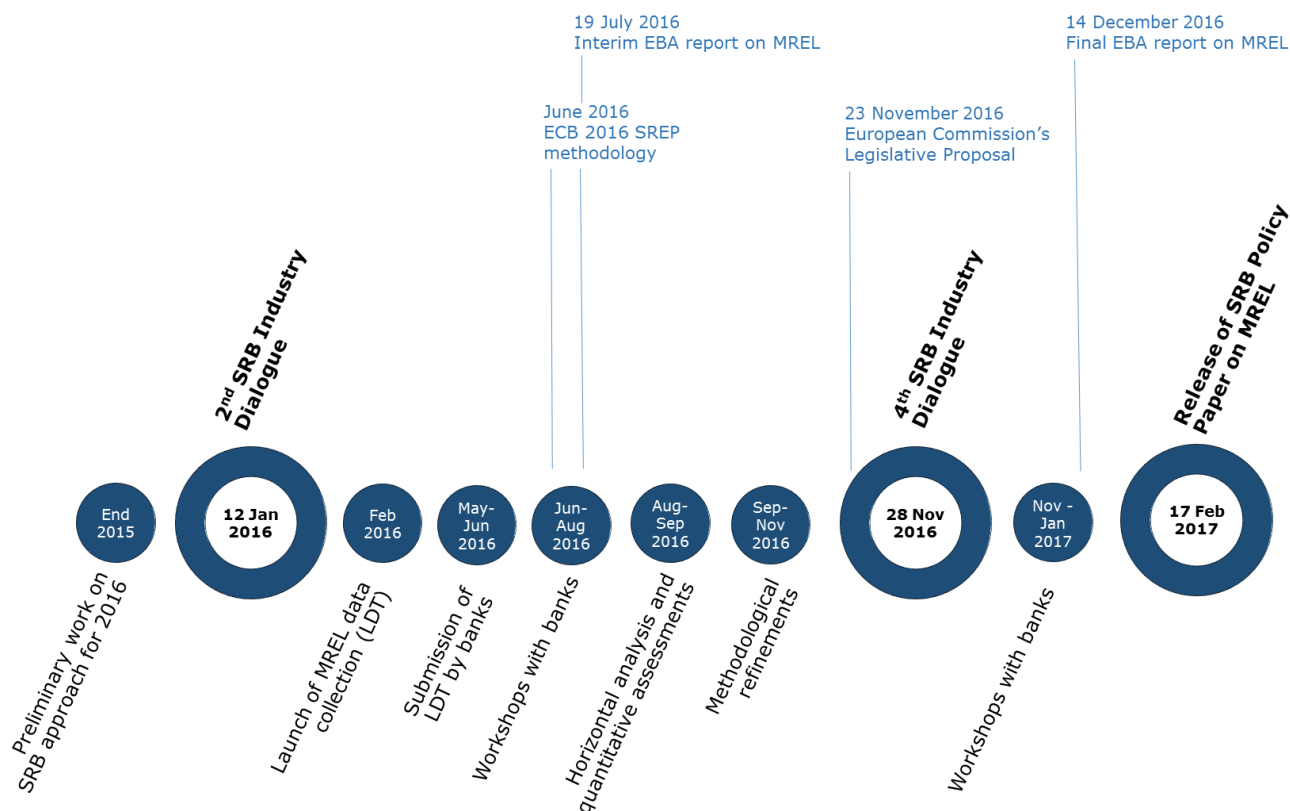 19 July 2016
Interim EBA report on MREL
14 December 2016
Final EBA report on MREL
June 2016
ECB 2016 SREP
methodology
23 November 2016
European Commission's
Legislative Proposal
2nd SRB Industry
Dialogue
4th SRB Industry
Dialogue
Release of SRB Policy
Paper on MREL
End
2015
12 Jan
2016
Feb
2016
May-
Jun
2016
Jun-
Aug
2016
Aug-
Sep
2016
Sep-
Nov
2016
28 Nov
2016
Nov -
Jan
2017
17 Feb
2017
Preliminary work on
SRB approach for 2016
Launch of MREL data
collection (LDT)
Submission of
LDT by banks
Workshops with banks
Horizontal analysis and
quantitative assessments
Methodological
refinements
Workshops with banks